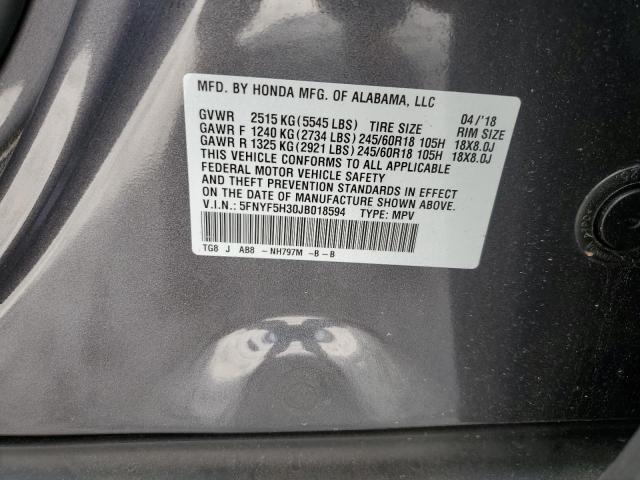 MFD. BY HONDA MFG. OF ALABAMA, LLC
GVWR 2515 KG (5545 LBS) TIRE SIZE 04/'18 RIM SIZE
GAWR F 1240 KG (2734 LBS) 245/60R18 105H 18X8.0J
GAWR R 1325 KG (2921 LBS) 245/60R18 105H 18X8.0J
THIS VEHICLE CONFORMS TO ALL APPLICABLE
FEDERAL MOTOR VEHICLE SAFETY
AND THEFT PREVENTION STANDARDS IN EFFECT
ON THE DATE OF MANUFACTURE SHOWN ABOVE.
V.I.N.: 5FNYF5H30JB018594 TYPE: MPV
TG8 J AB8 - NH797M -B - B